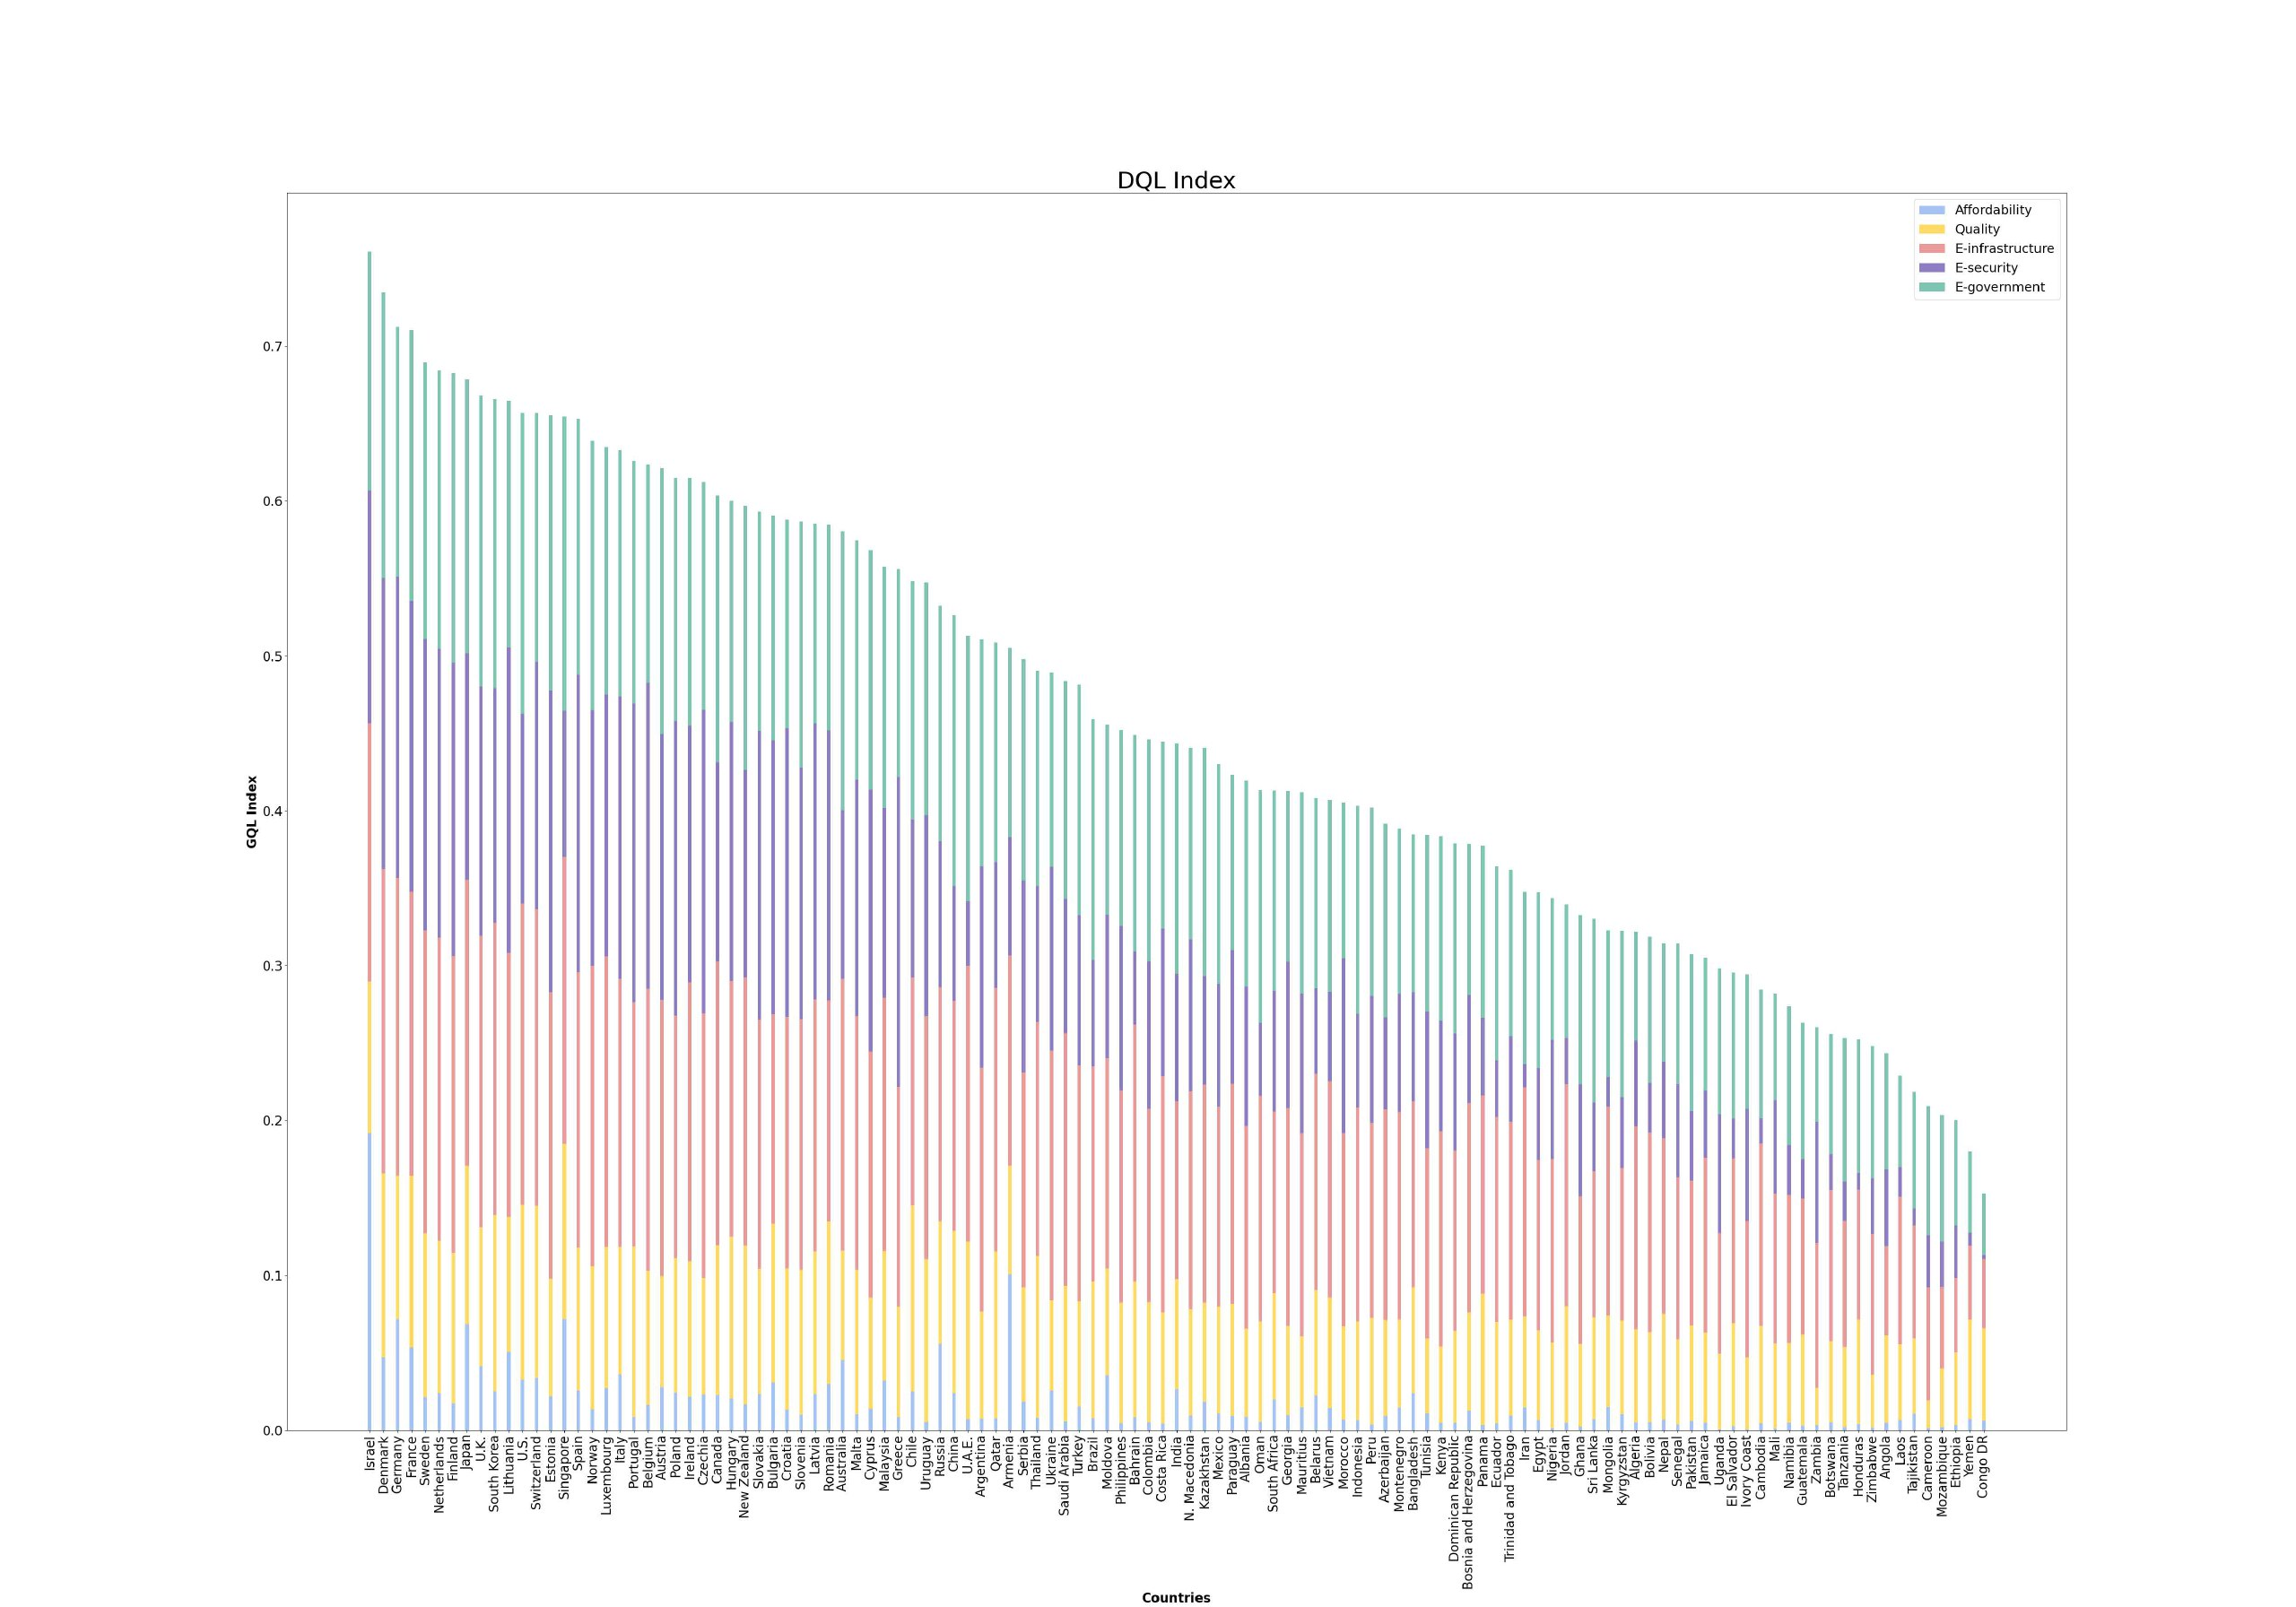 DQL Index
Affordability
Quality
E-infrastructure
E-security
E-government
GQL Index
0.7
0.6
0.5
0.4
0.3
0.2
0.1
0.0
Israel
Denmark
Germany
France
Sweden
Netherlands
Finland
Japan
U.K.
South Korea
Lithuania
U.S.
Switzerland
Estonia
Singapore
Spain
Norway
Luxembourg
Italy
Portugal
Belgium
Austria
Poland
Ireland
Czechia
Canada
Hungary
New Zealand
Slovakia
Bulgaria
Croatia
Slovenia
Latvia
Romania
Australia
Malta
Cyprus
Malaysia
Greece
Chile
Uruguay
Russia
China
U.A.E.
Argentina
Qatar
Armenia
Serbia
Thailand
Ukraine
Saudi Arabia
Turkey
Brazil
Moldova
Philippines
Bahrain
Colombia
Costa Rica
India
N. Macedonia
Kazakhstan
Mexico
Paraguay
Albania
Oman
South Africa
Georgia
Mauritius
Belarus
Vietnam
Morocco
Indonesia
Peru
Azerbaijan
Montenegro
Bangladesh
Tunisia
Kenya
Dominican Republic
Bosnia and Herzegovina
Panama
Ecuador
Trinidad and Tobago
Iran
Egypt
Nigeria
Jordan
Ghana
Sri Lanka
Mongolia
Kyrgyzstan
Algeria
Bolivia
Nepal
Senegal
Pakistan
Jamaica
Uganda
El Salvador
Ivory Coast
Cambodia
Mali
Namibia
Guatemala
Zambia
Botswana
Tanzania
Honduras
Zimbabwe
Angola
Laos
Tajikistan
Cameroon
Mozambique
Ethiopia
Yemen
Congo DR
Countries